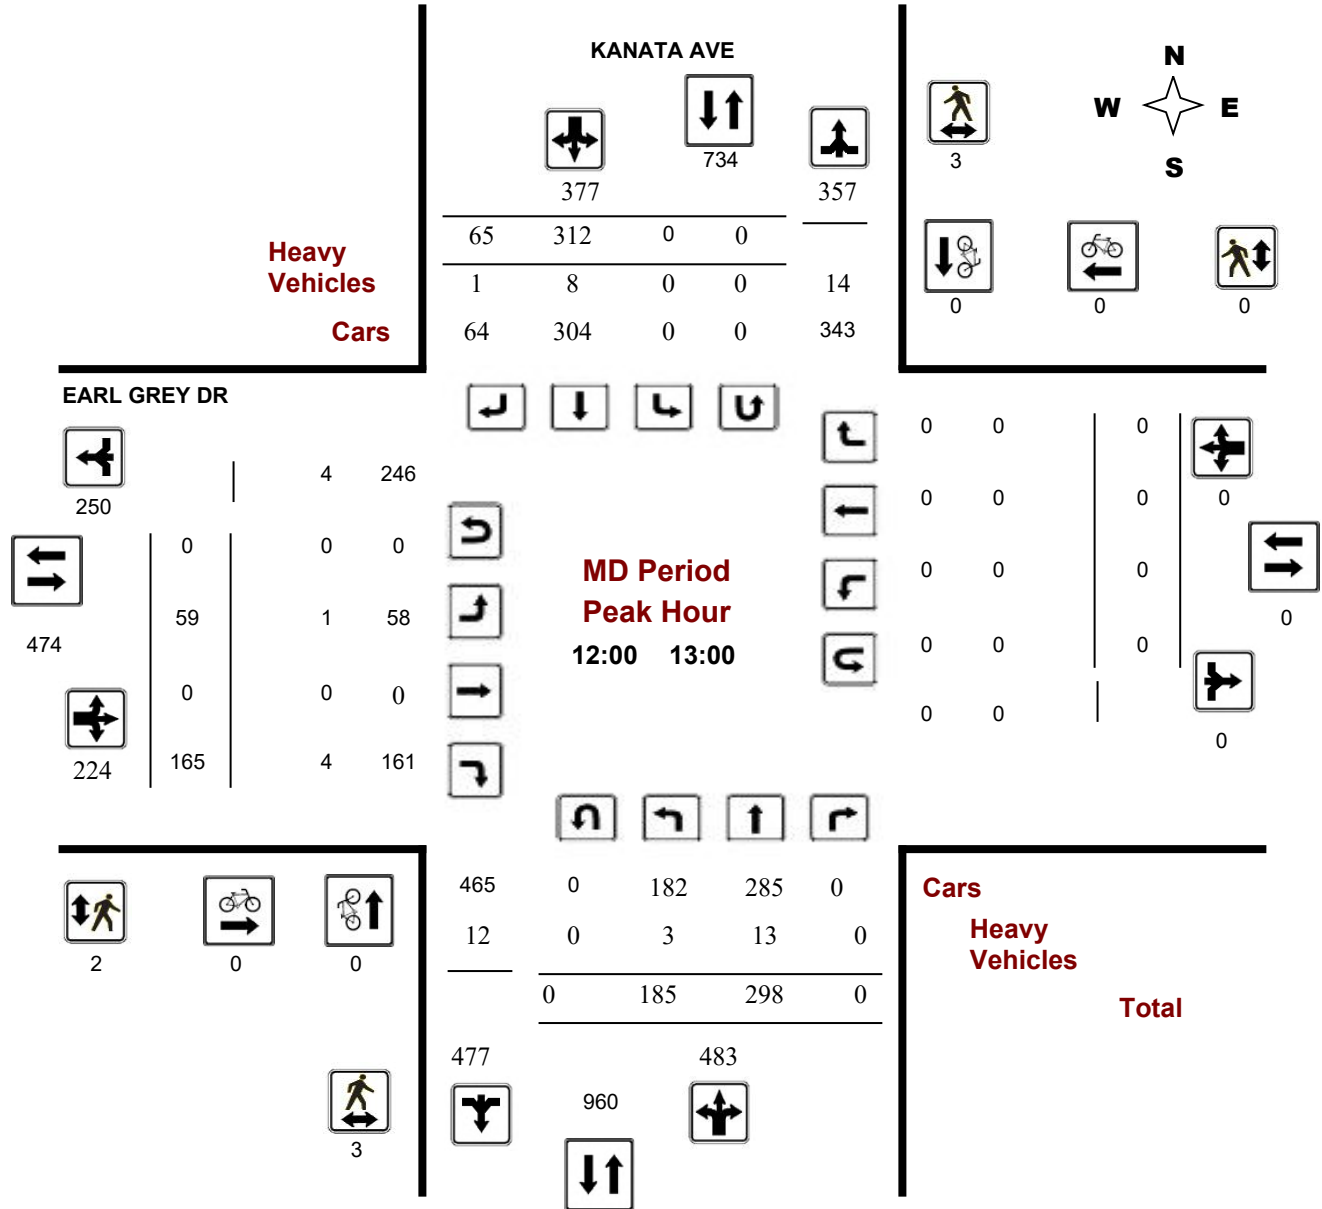 KANATA AVE
N
W E
S
734
3
377 357
65 312 0 0
Heavy
Vehicles
1 8 0 0 14
Cars
64 304 0 0 343
0 0 0
EARL GREY DR
250
4 246
0 0 0
59 1 58
474
0 0 0
224
165 4 161
MD Period
Peak Hour
12:00 13:00
0 0 0
0 0 0 0
0 0 0
0
0 0 0
0 0
0
465 0 182 285 0
12 0 3 13 0
0 185 298 0
Cars
Heavy
Vehicles
Total
2 0 0
477 483
960
3